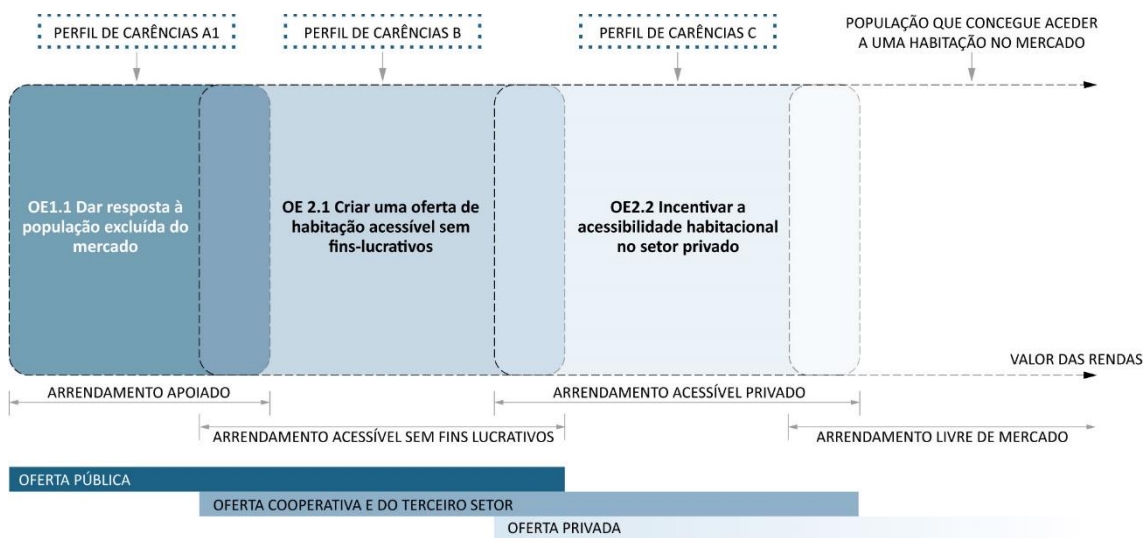 PERFIL DE CARÊNCIAS A1
PERFIL DE CARÊNCIAS B
PERFIL DE CARÊNCIAS C
POPULAÇÃO QUE CONCEGUE ACEDER
A UMA HABITAÇÃO NO MERCADO
OE1.1 Dar resposta à
população excluída do
mercado
OE 2.1 Criar uma oferta de
habitação acessível sem
fins-lucrativos
OE2.2 Incentivar a
acessibilidade habitacional
no setor privado
VALOR DAS RENDAS
ARRENDAMENTO APOIADO
ARRENDAMENTO ACESSÍVEL PRIVADO
ARRENDAMENTO ACESSÍVEL SEM FINS LUCRATIVOS
ARRENDAMENTO LIVRE DE MERCADO
OFERTA PÚBLICA
OFERTA COOPERATIVA E DO TERCEIRO SETOR
OFERTA PRIVADA